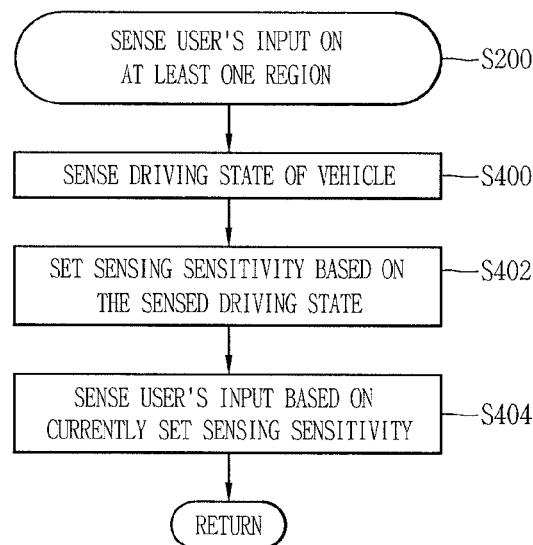 SENSE USER'S INPUT ON
AT LEAST ONE REGION
S200
SENSE DRIVING STATE OF VEHICLE
S400
SET SENSING SENSITIVITY BASED ON
THE SENSED DRIVING STATE
S402
SENSE USER'S INPUT BASED ON
CURRENTLY SET SENSING SENSITIVITY
S404
RETURN